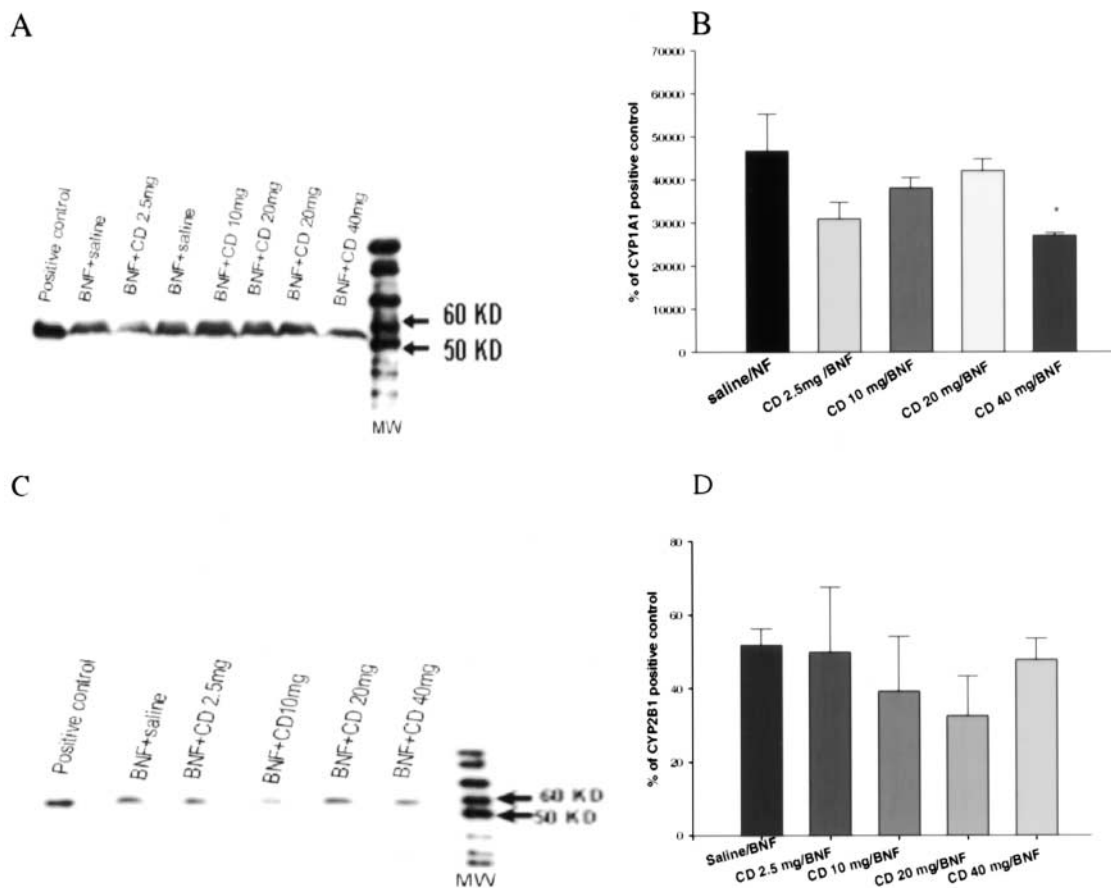 A
Positive control
BNF+saline
BNF+CD 2.5mg
BNF+saline
BNF+CD 10mg
BNF+CD 20mg
BNF+CD 20mg
BNF+CD 40mg
60 KD
50 KD
MW
B
% of CYP1A1 positive control
70000
60000
50000
40000
30000
20000
10000
0
*
saline/NF
CD 2.5mg /BNF
CD 10 mg/BNF
CD 20 mg/BNF
CD 40 mg/BNF
C
Positive control
BNF+saline
BNF+CD 2.5mg
BNF+CD10mg
BNF+CD 20mg
BNF+CD 40mg
60 KD
50 KD
MW
D
% of CYP2B1 positive control
80
60
40
20
0
Saline/BNF
CD 2.5 mg/BNF
CD 10 mg/BNF
CD 20 mg/BNF
CD 40 mg/BNF